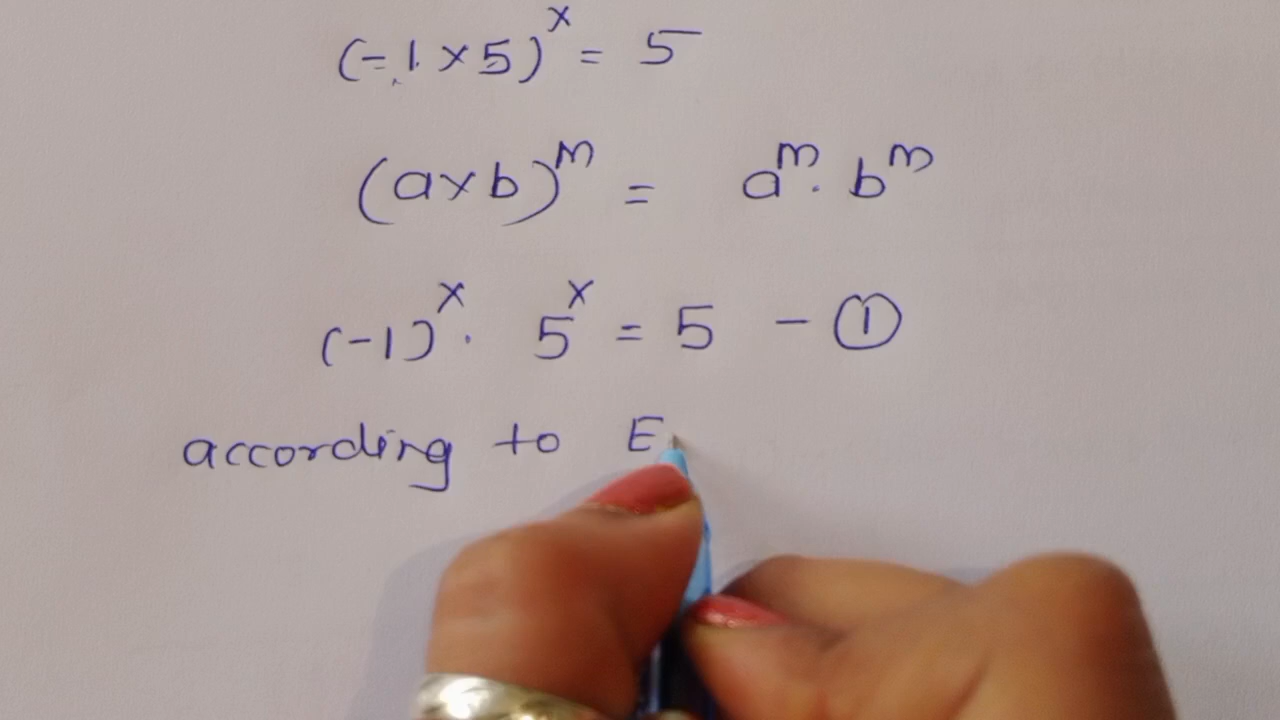 (-1×5)^x = 5
(a×b)^m = a^m · b^m
(-1)^x · 5^x = 5 - ①
according to E